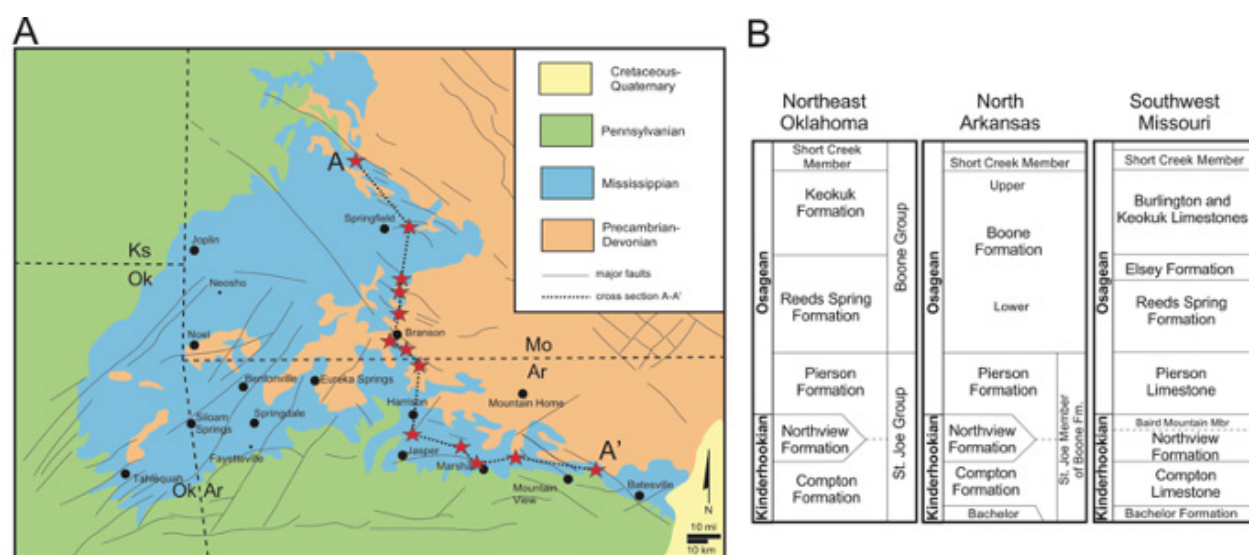 A
Cretaceous-
Quaternary
Pennsylvanian
Mississippian
Precambrian-
Devonian
major faults
cross section A-A'
A
Springfield
Joplin
Ks
Ok
Neosho
Noel
Branson
Mo
Ar
Bentonville
Eureka Springs
Harrison
Mountain Home
Siloam
Springs
Springdale
Fayetteville
Jasper
A'
Tahlequah
Ok Ar
Mountain
View
Batesville
N
10 mi
10 km
B
Northeast
Oklahoma
Osagean
Kinderhookian
Short Creek
Member
Keokuk
Formation
Reeds Spring
Formation
Pierson
Formation
Northview
Formation
Compton
Formation
Boone Group
St. Joe Group
North
Arkansas
Osagean
Kinderhookian
Short Creek Member
Upper
Boone
Formation
Lower
Pierson
Formation
Northview
Formation
Compton
Formation
Bachelor
St. Joe Member
of Boone Fm.
Southwest
Missouri
Osagean
Kinderhookian
Short Creek Member
Burlington and
Keokuk Limestones
Elsey Formation
Reeds Spring
Formation
Pierson
Limestone
Baird Mountain Mbr
Northview
Formation
Compton
Limestone
Bachelor Formation